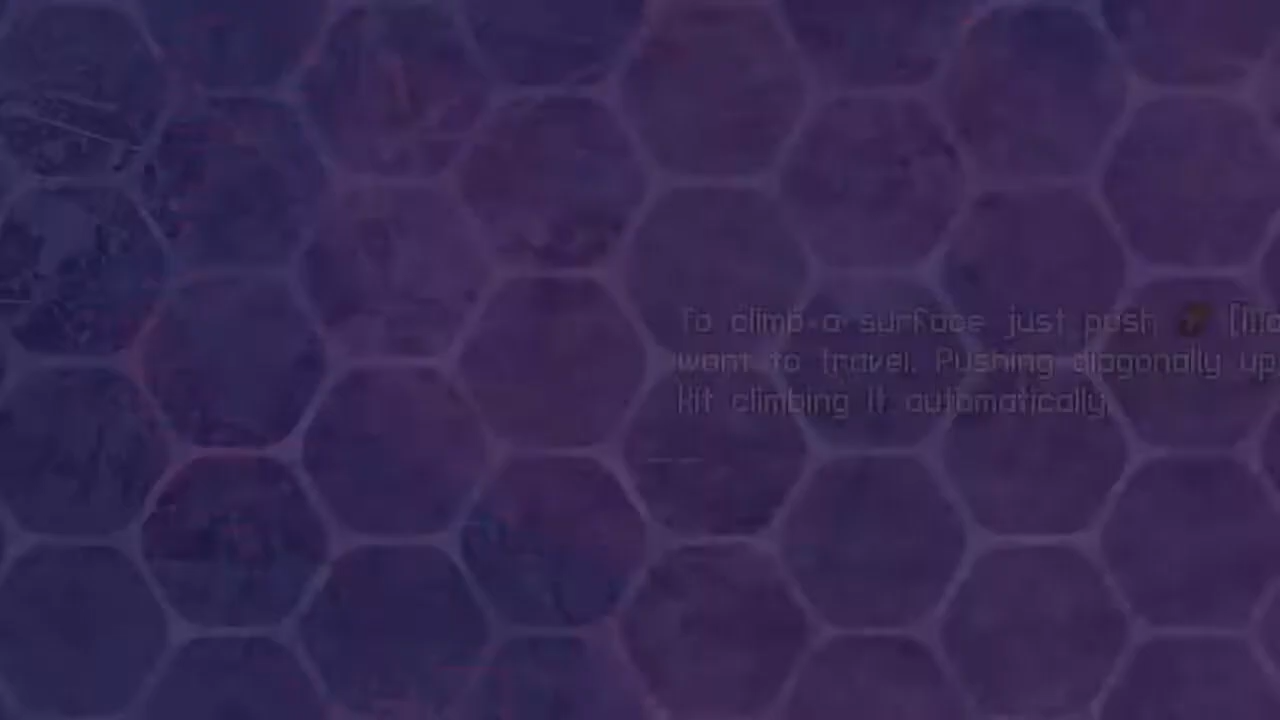 To climb a surface just push
want to travel. Pushing diagonally up
kit climbing it automatically.